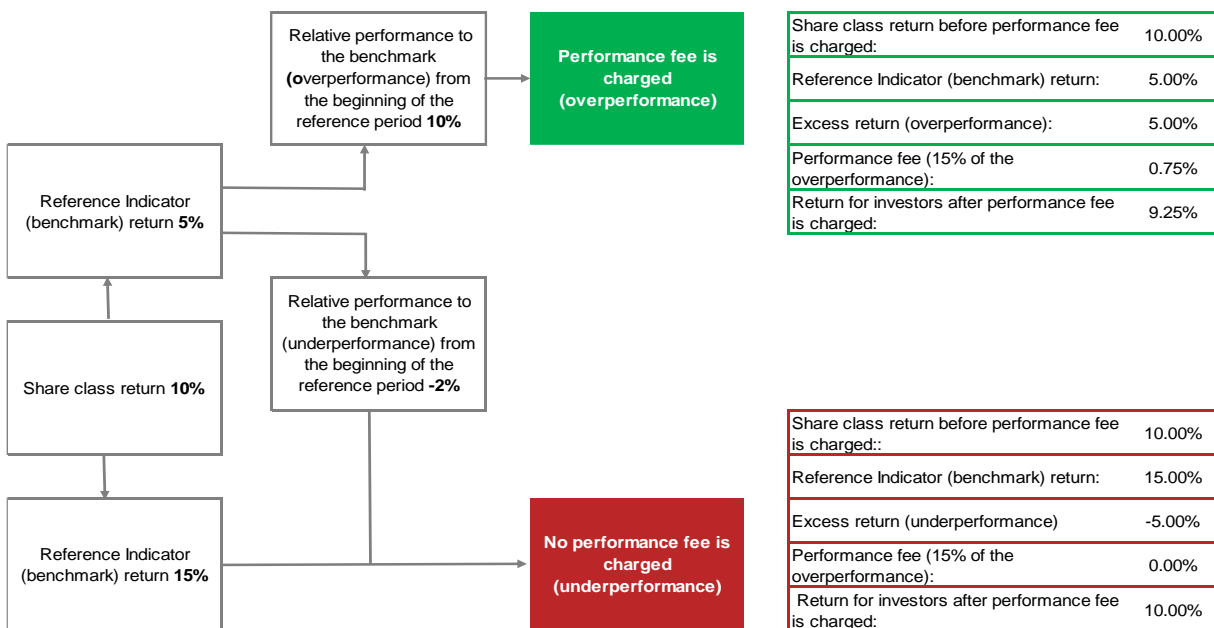 Relative performance to
the benchmark
(overperformance) from
the beginning of the
reference period 10%
Performance fee is
charged
(overperformance)
Share class return before performance fee
is charged:
10.00%
Reference Indicator (benchmark) return:
5.00%
Excess return (overperformance):
5.00%
Performance fee (15% of the
overperformance):
0.75%
Return for investors after performance fee
is charged:
9.25%
Reference Indicator
(benchmark) return 5%
Relative performance to
the benchmark
(underperformance) from
the beginning of the
reference period -2%
Share class return 10%
Reference Indicator
(benchmark) return 15%
No performance fee is
charged
(underperformance)
Share class return before performance fee
is charged::
10.00%
Reference Indicator (benchmark) return:
15.00%
Excess return (underperformance)
-5.00%
Performance fee (15% of the
overperformance):
0.00%
Return for investors after performance fee
is charged:
10.00%